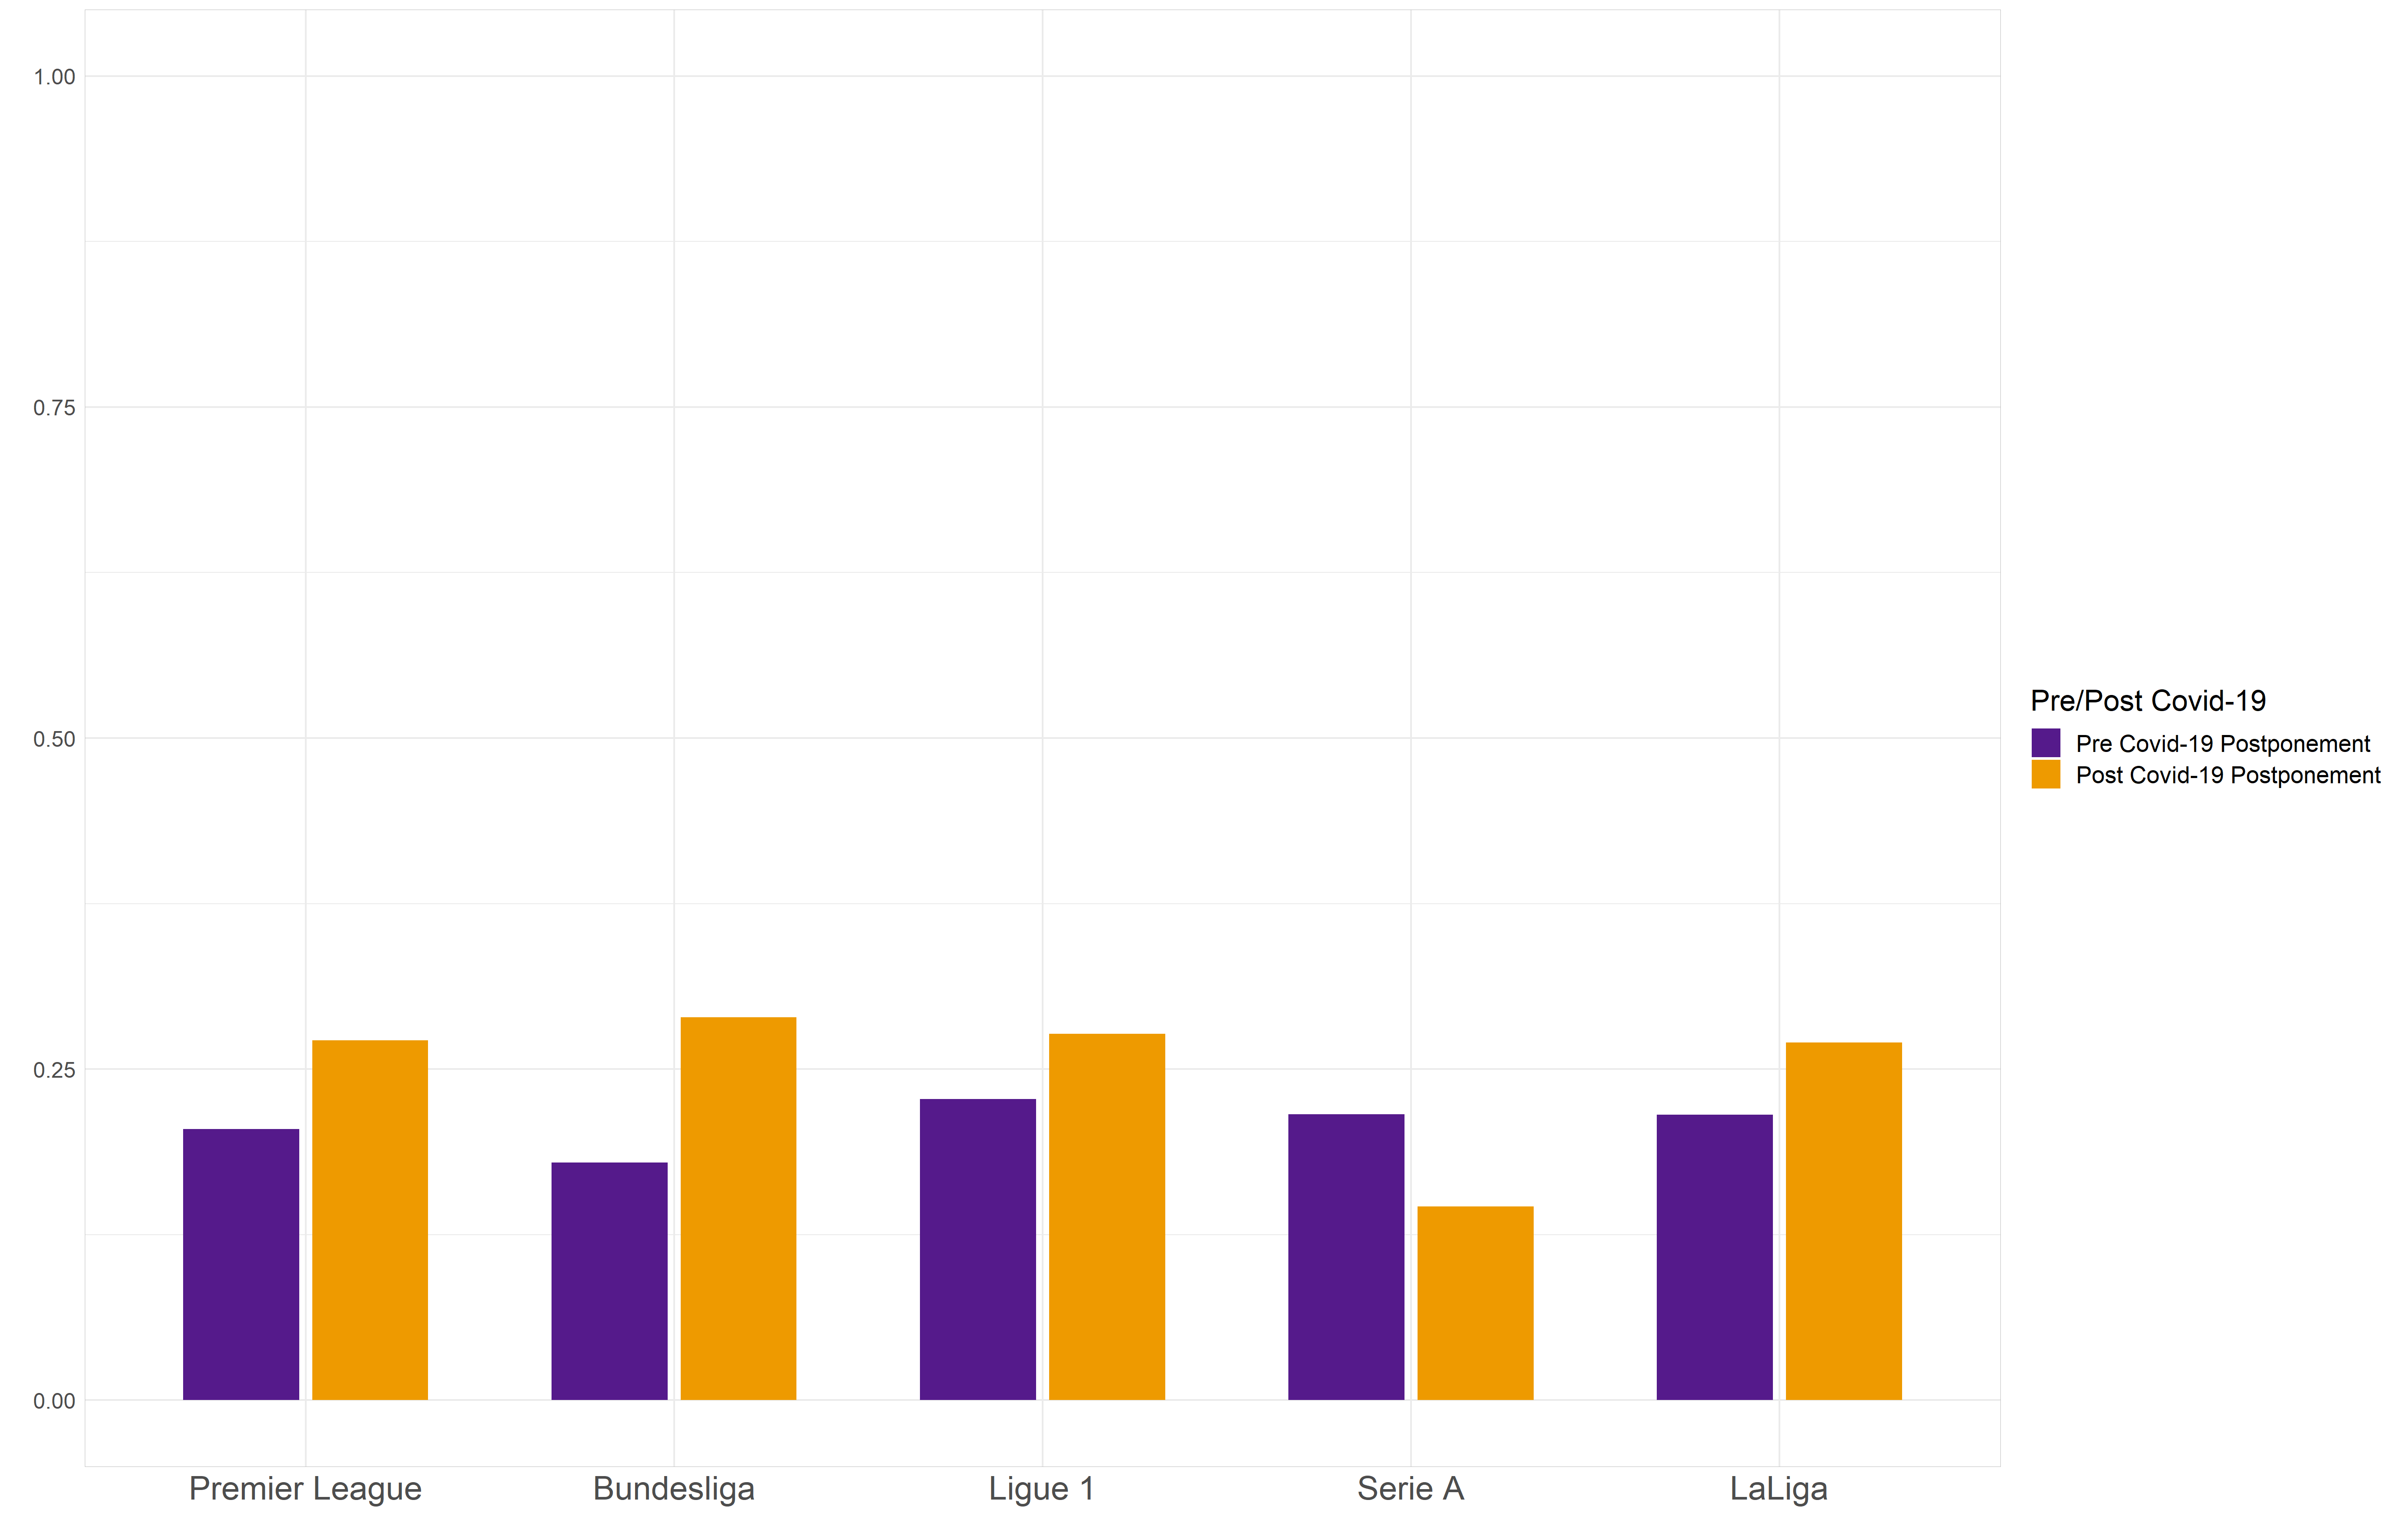 1.00
0.75
0.50
0.25
0.00
Premier League
Bundesliga
Ligue 1
Serie A
LaLiga
Pre/Post Covid-19
Pre Covid-19 Postponement
Post Covid-19 Postponement